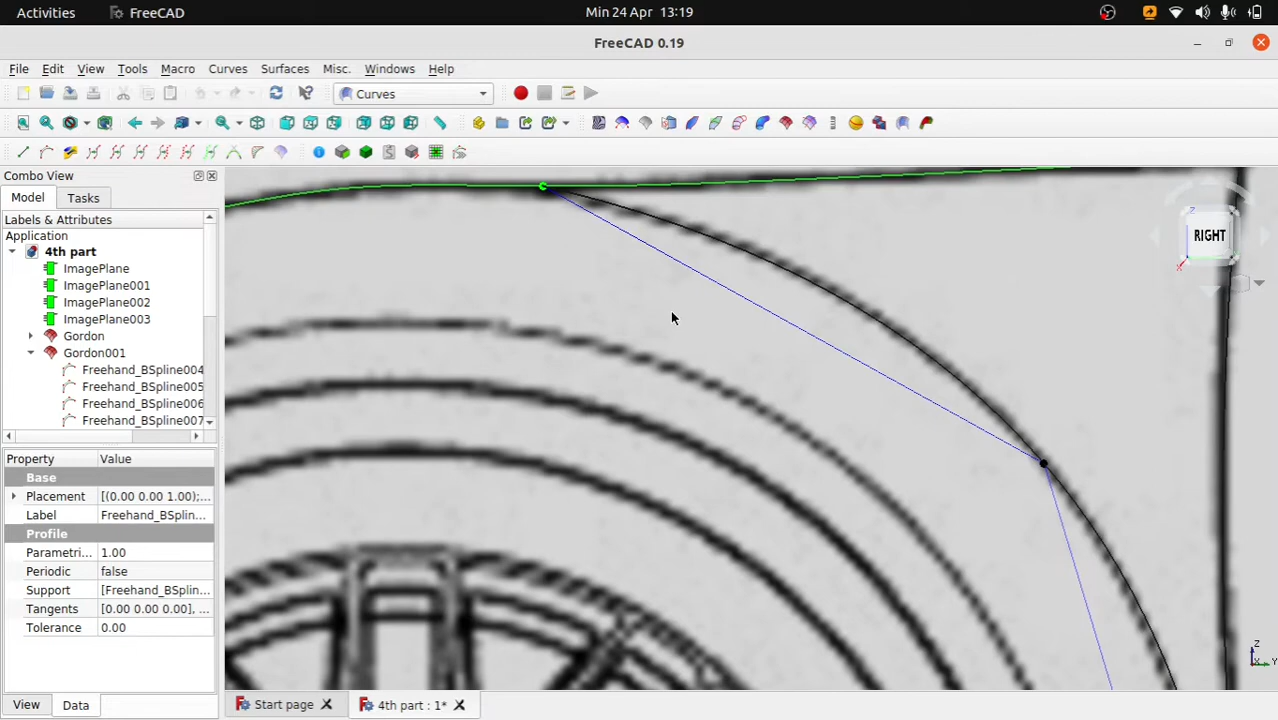 Activities FreeCAD Min 24 Apr 13:19
FreeCAD 0.19
File Edit View Tools Macro Curves Surfaces Misc. Windows Help
Curves
Combo View
Model Tasks
Labels & Attributes
Application
4th part
ImagePlane
ImagePlane001
ImagePlane002
ImagePlane003
Gordon
Gordon001
Freehand_BSpline004
Freehand_BSpline005
Freehand_BSpline006
Freehand_BSpline007
Property Value
Base
Placement [(0.00 0.00 1.00);...
Label Freehand_BSplin...
Profile
Parametri... 1.00
Periodic false
Support [Freehand_BSplin...
Tangents [0.00 0.00 0.00], ...
Tolerance 0.00
View Data
Start page 4th part : 1*
RIGHT
Z
X
Z
X Y